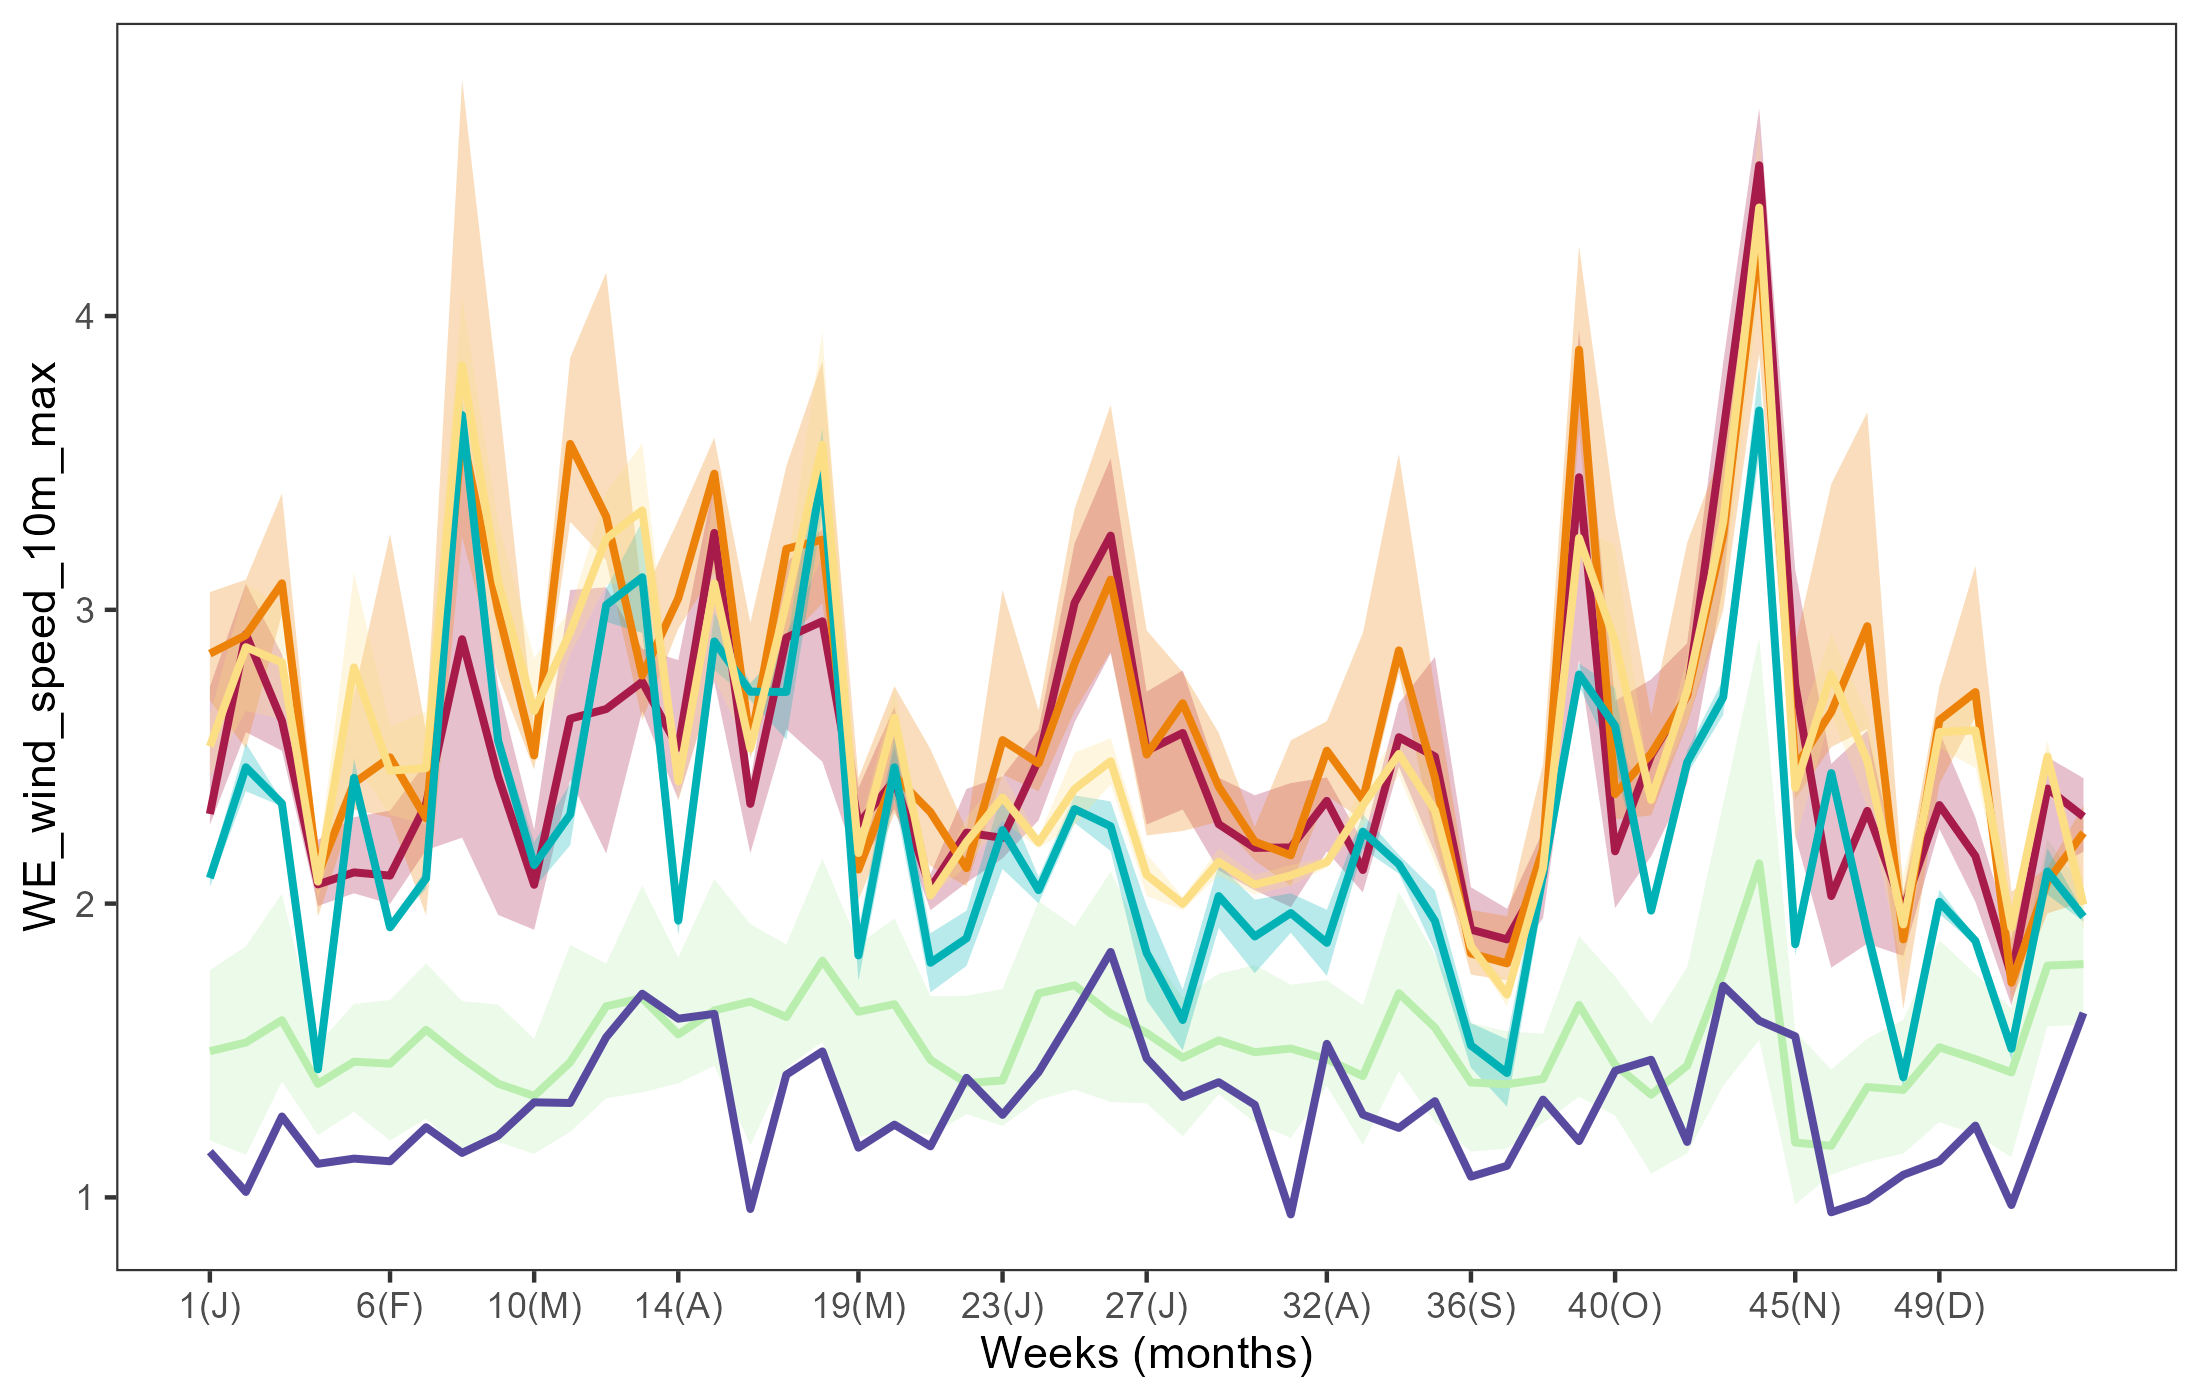 WE_wind_speed_10m_max
4
3
2
1
1(J) 6(F) 10(M) 14(A) 19(M) 23(J) 27(J) 32(A) 36(S) 40(O) 45(N) 49(D)
Weeks (months)